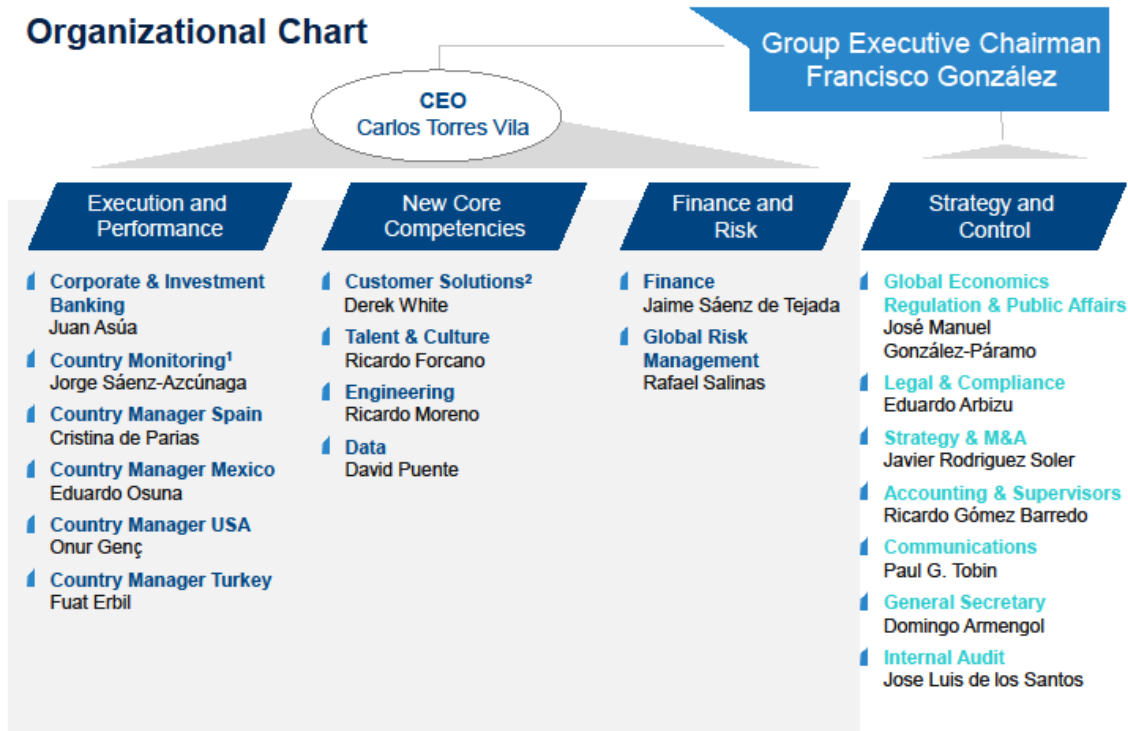 Organizational Chart
Group Executive Chairman
Francisco González
CEO
Carlos Torres Vila
Execution and
Performance
Corporate & Investment
Banking
Juan Asúa
Country Monitoring¹
Jorge Sáenz-Azcúnaga
Country Manager Spain
Cristina de Parias
Country Manager Mexico
Eduardo Osuna
Country Manager USA
Onur Genç
Country Manager Turkey
Fuat Erbil
New Core
Competencies
Customer Solutions²
Derek White
Talent & Culture
Ricardo Forcano
Engineering
Ricardo Moreno
Data
David Puente
Finance and
Risk
Finance
Jaime Sáenz de Tejada
Global Risk
Management
Rafael Salinas
Strategy and
Control
Global Economics
Regulation & Public Affairs
José Manuel
González-Páramo
Legal & Compliance
Eduardo Arbizu
Strategy & M&A
Javier Rodriguez Soler
Accounting & Supervisors
Ricardo Gómez Barredo
Communications
Paul G. Tobin
General Secretary
Domingo Armengol
Internal Audit
Jose Luis de los Santos